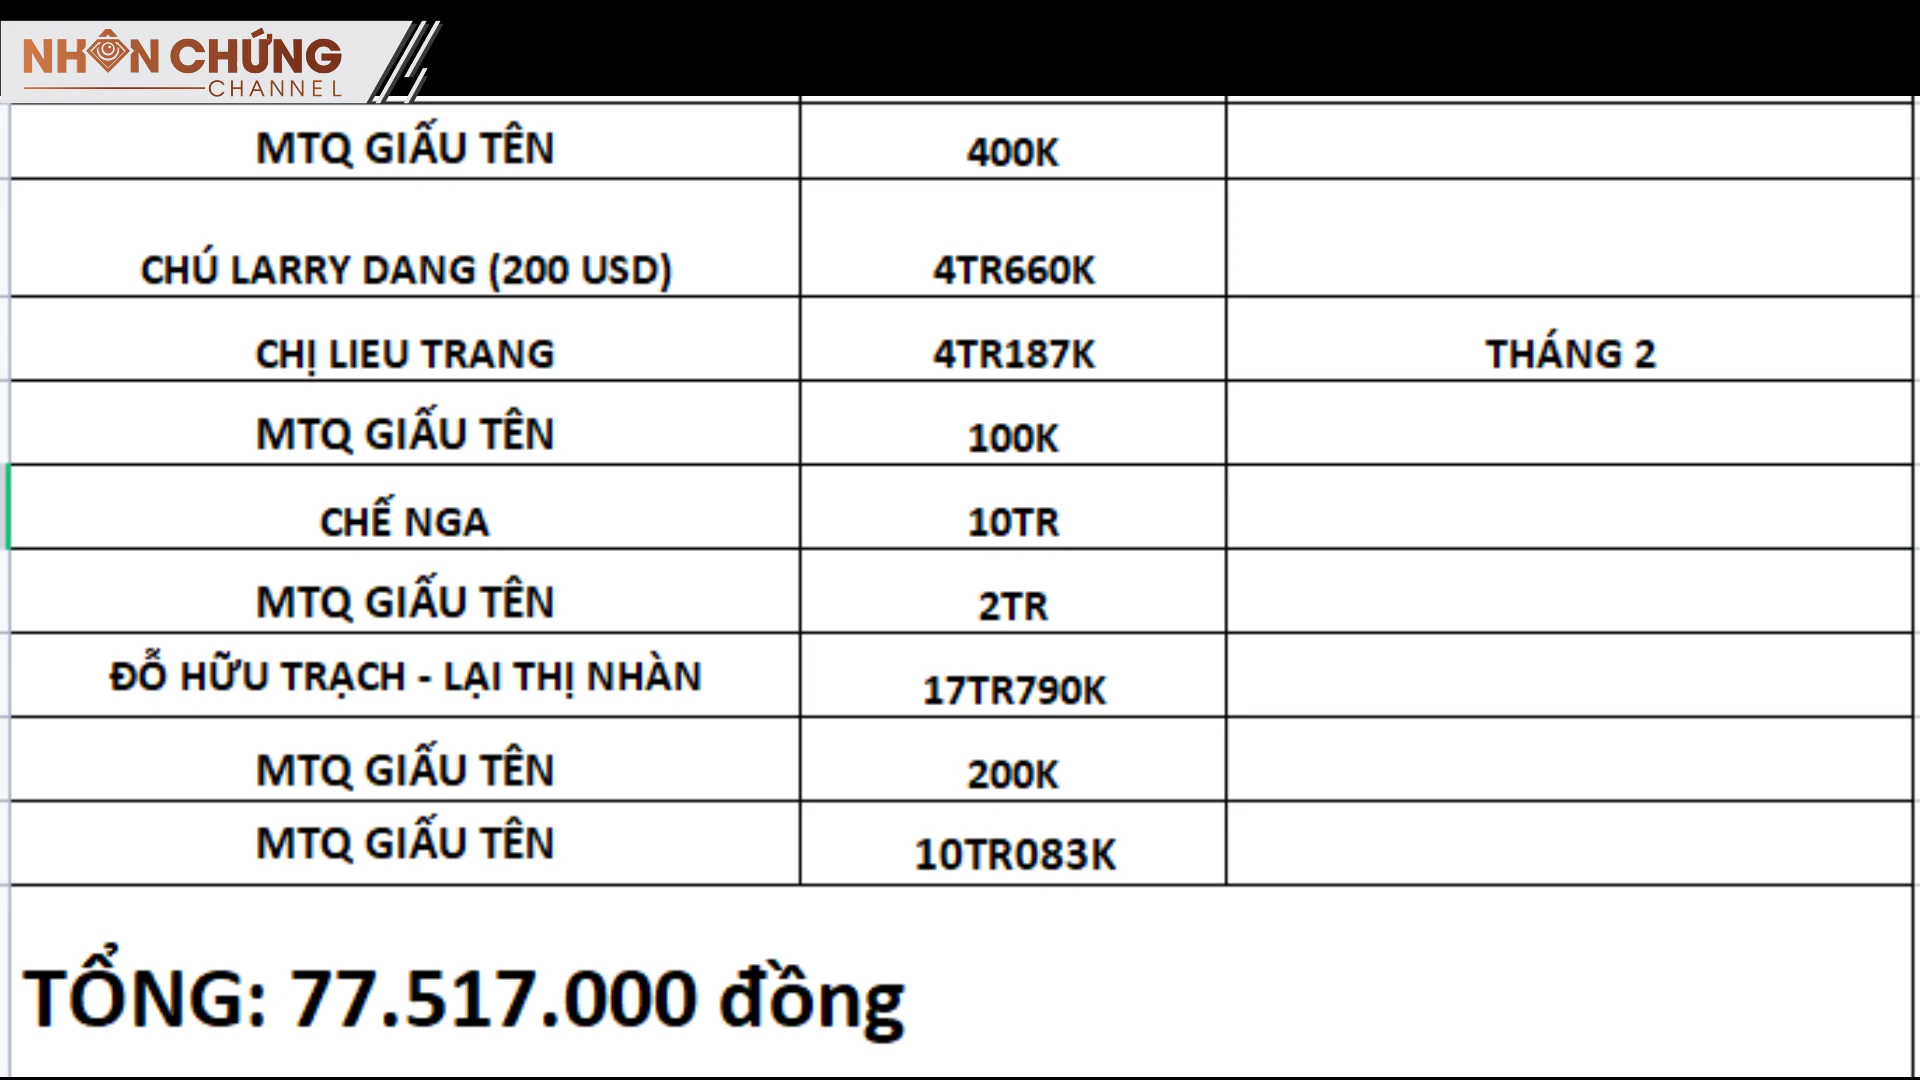 NHÂN CHỨNG
CHANNEL
MTQ GIẤU TÊN 400K
CHÚ LARRY DANG (200 USD) 4TR660K
CHỊ LIEU TRANG 4TR187K THÁNG 2
MTQ GIẤU TÊN 100K
CHẾ NGA 10TR
MTQ GIẤU TÊN 2TR
ĐỖ HỮU TRẠCH - LẠI THỊ NHÀN 17TR790K
MTQ GIẤU TÊN 200K
MTQ GIẤU TÊN 10TR083K
TỔNG: 77.517.000 đồng